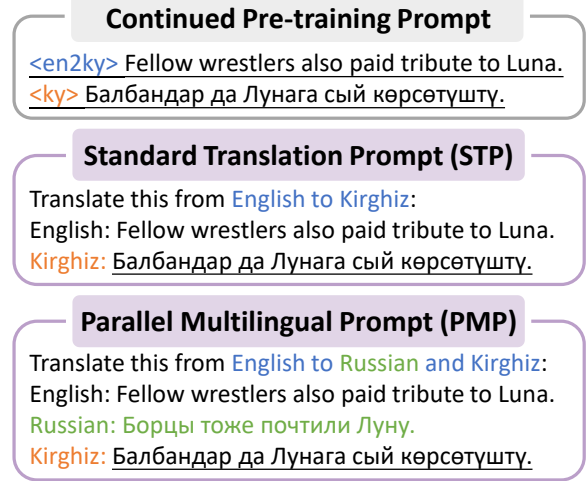 Continued Pre-training Prompt
<en2ky> Fellow wrestlers also paid tribute to Luna.
<ky> Балбандар да Лунага сый көрсөтүштү.
Standard Translation Prompt (STP)
Translate this from English to Kirghiz:
English: Fellow wrestlers also paid tribute to Luna.
Kirghiz: Балбандар да Лунага сый көрсөтүштү.
Parallel Multilingual Prompt (PMP)
Translate this from English to Russian and Kirghiz:
English: Fellow wrestlers also paid tribute to Luna.
Russian: Борцы тоже почтили Луну.
Kirghiz: Балбандар да Лунага сый көрсөтүштү.